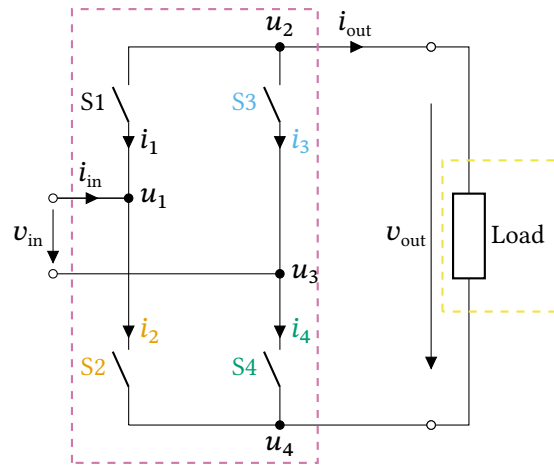 u₂
i_out
S1
S3
i₁
i₃
i_in
u₁
v_in
v_out
Load
u₃
i₂
i₄
S2
S4
u₄